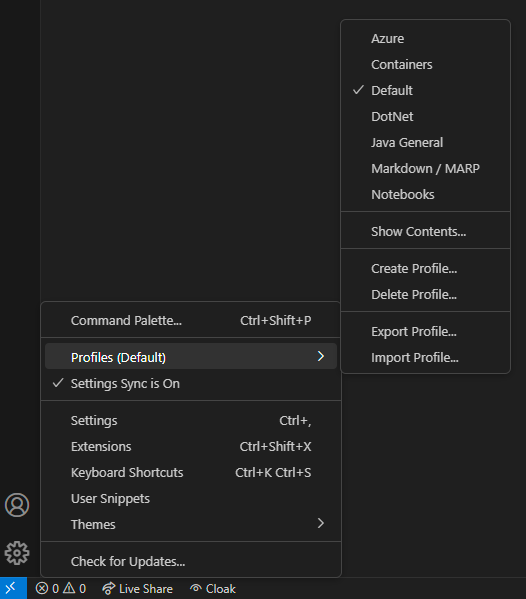 Azure
Containers
Default
DotNet
Java General
Markdown / MARP
Notebooks
Show Contents...
Create Profile...
Delete Profile...
Export Profile...
Import Profile...
Command Palette... Ctrl+Shift+P
Profiles (Default)
Settings Sync is On
Settings Ctrl+,
Extensions Ctrl+Shift+X
Keyboard Shortcuts Ctrl+K Ctrl+S
User Snippets
Themes
Check for Updates...
0 0 Live Share Cloak